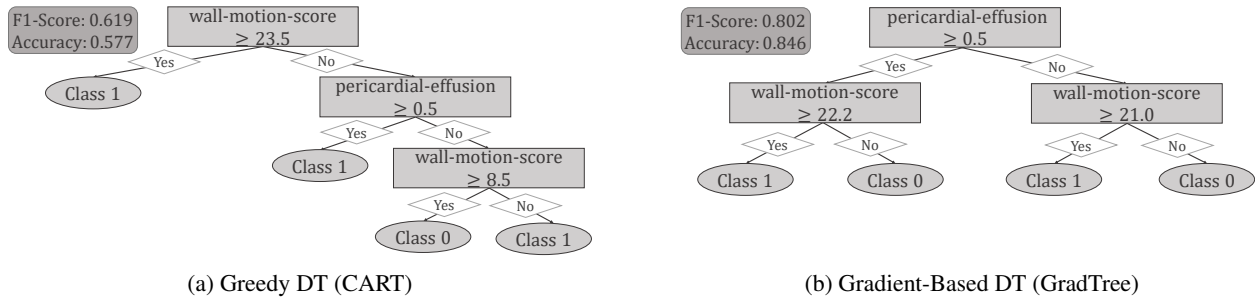 F1-Score: 0.619
Accuracy: 0.577
wall-motion-score
≥ 23.5
Yes
No
Class 1
pericardial-effusion
≥ 0.5
Yes
No
Class 1
wall-motion-score
≥ 8.5
Yes
No
Class 0
Class 1
(a) Greedy DT (CART)
F1-Score: 0.802
Accuracy: 0.846
pericardial-effusion
≥ 0.5
Yes
No
wall-motion-score
≥ 22.2
wall-motion-score
≥ 21.0
Yes
No
Yes
No
Class 1
Class 0
Class 1
Class 0
(b) Gradient-Based DT (GradTree)